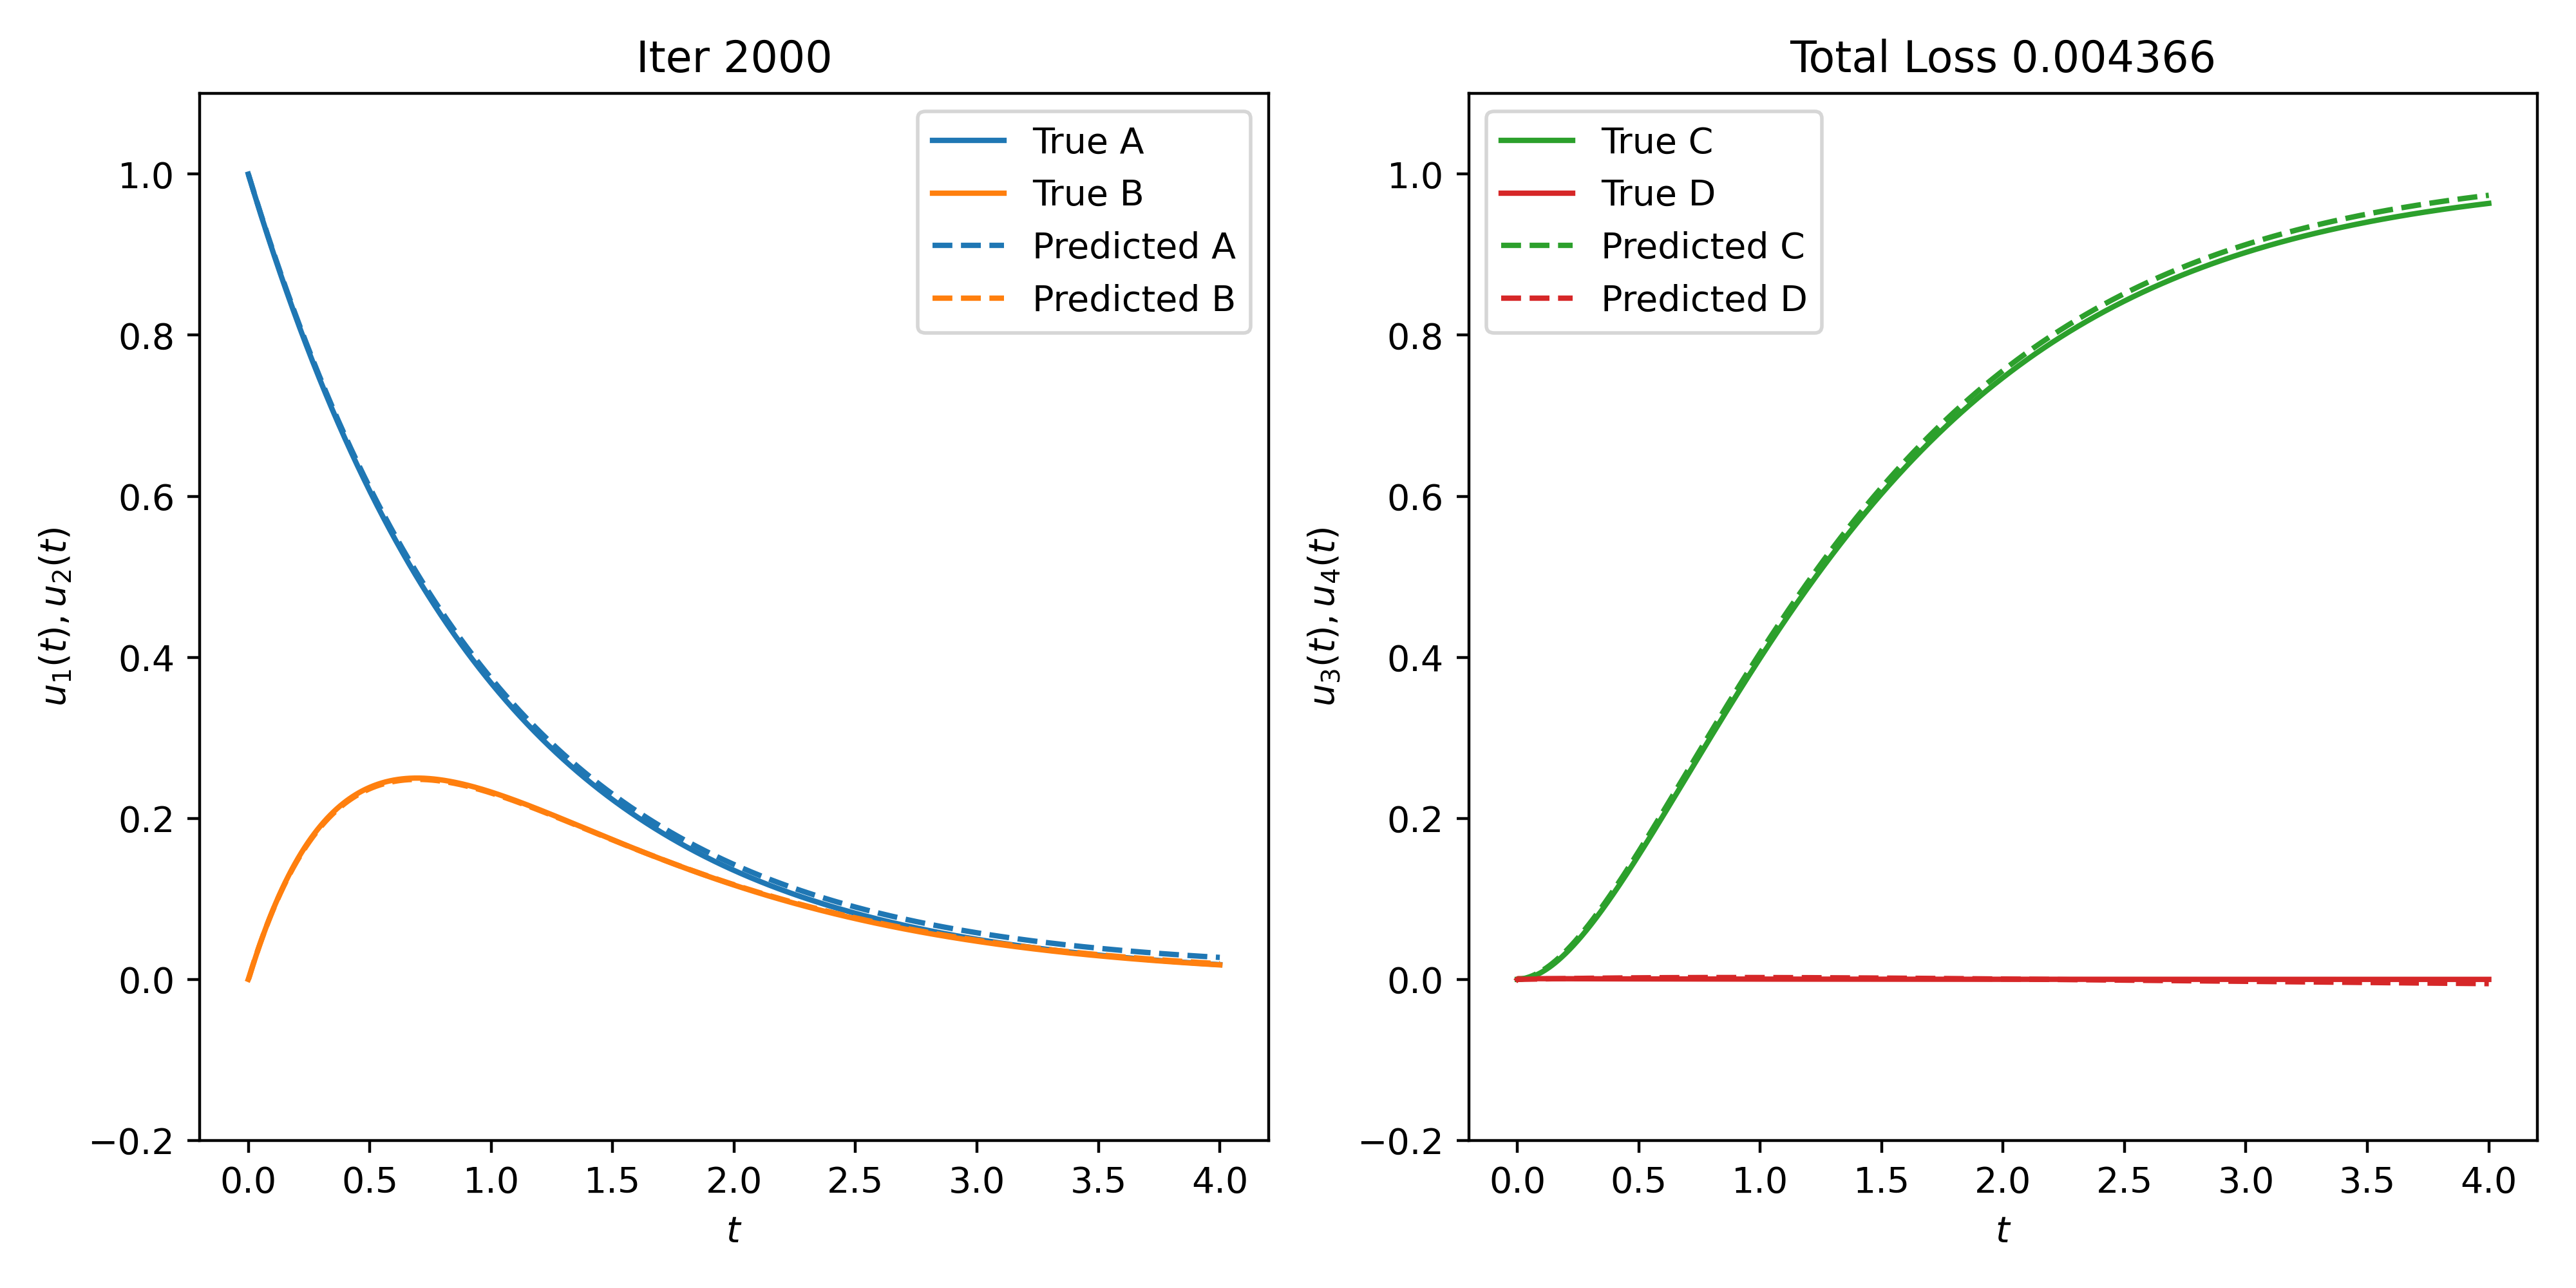 Iter 2000
True A
True B
Predicted A
Predicted B
1.0
0.8
0.6
0.4
0.2
0.0
−0.2
u₁(t), u₂(t)
0.0 0.5 1.0 1.5 2.0 2.5 3.0 3.5 4.0
t
Total Loss 0.004366
True C
True D
Predicted C
Predicted D
1.0
0.8
0.6
0.4
0.2
0.0
−0.2
u₃(t), u₄(t)
0.0 0.5 1.0 1.5 2.0 2.5 3.0 3.5 4.0
t